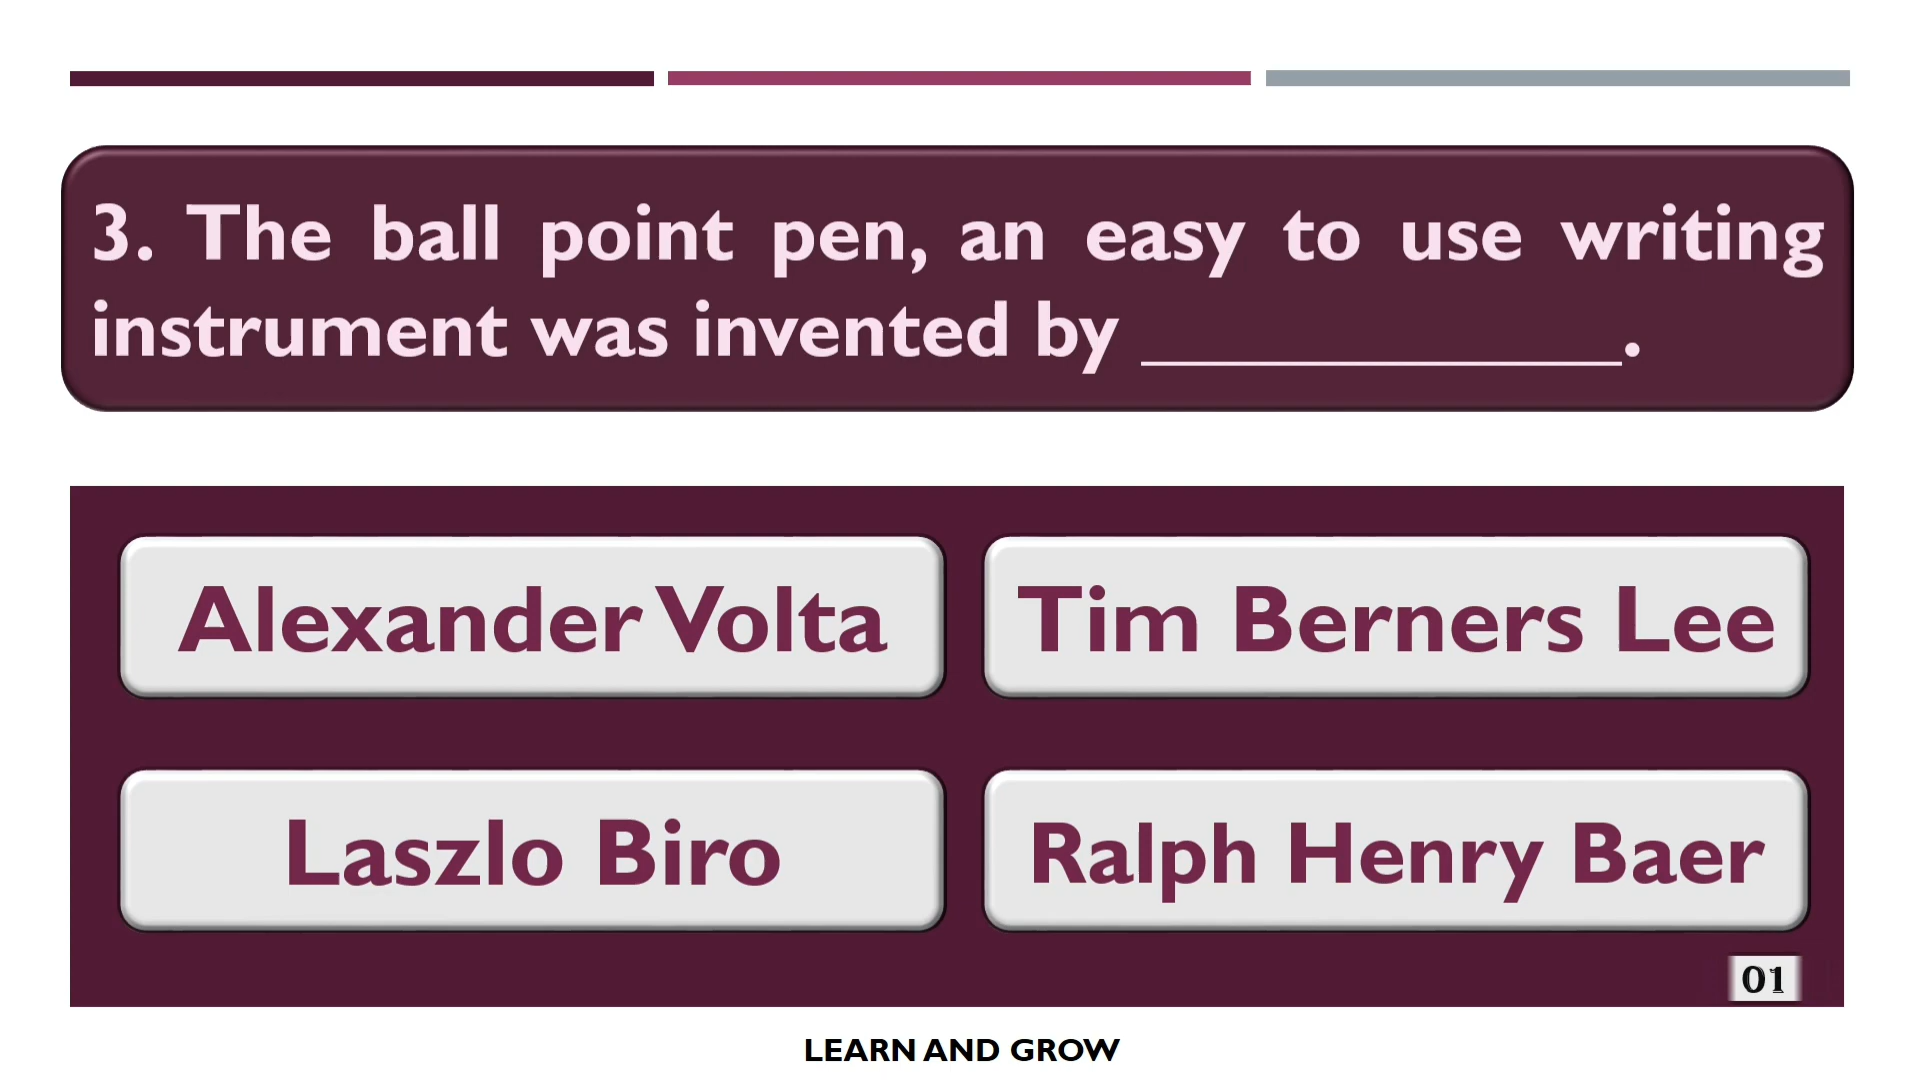 3. The ball point pen, an easy to use writing
instrument was invented by ____________.
Alexander Volta
Tim Berners Lee
Laszlo Biro
Ralph Henry Baer
01
LEARN AND GROW